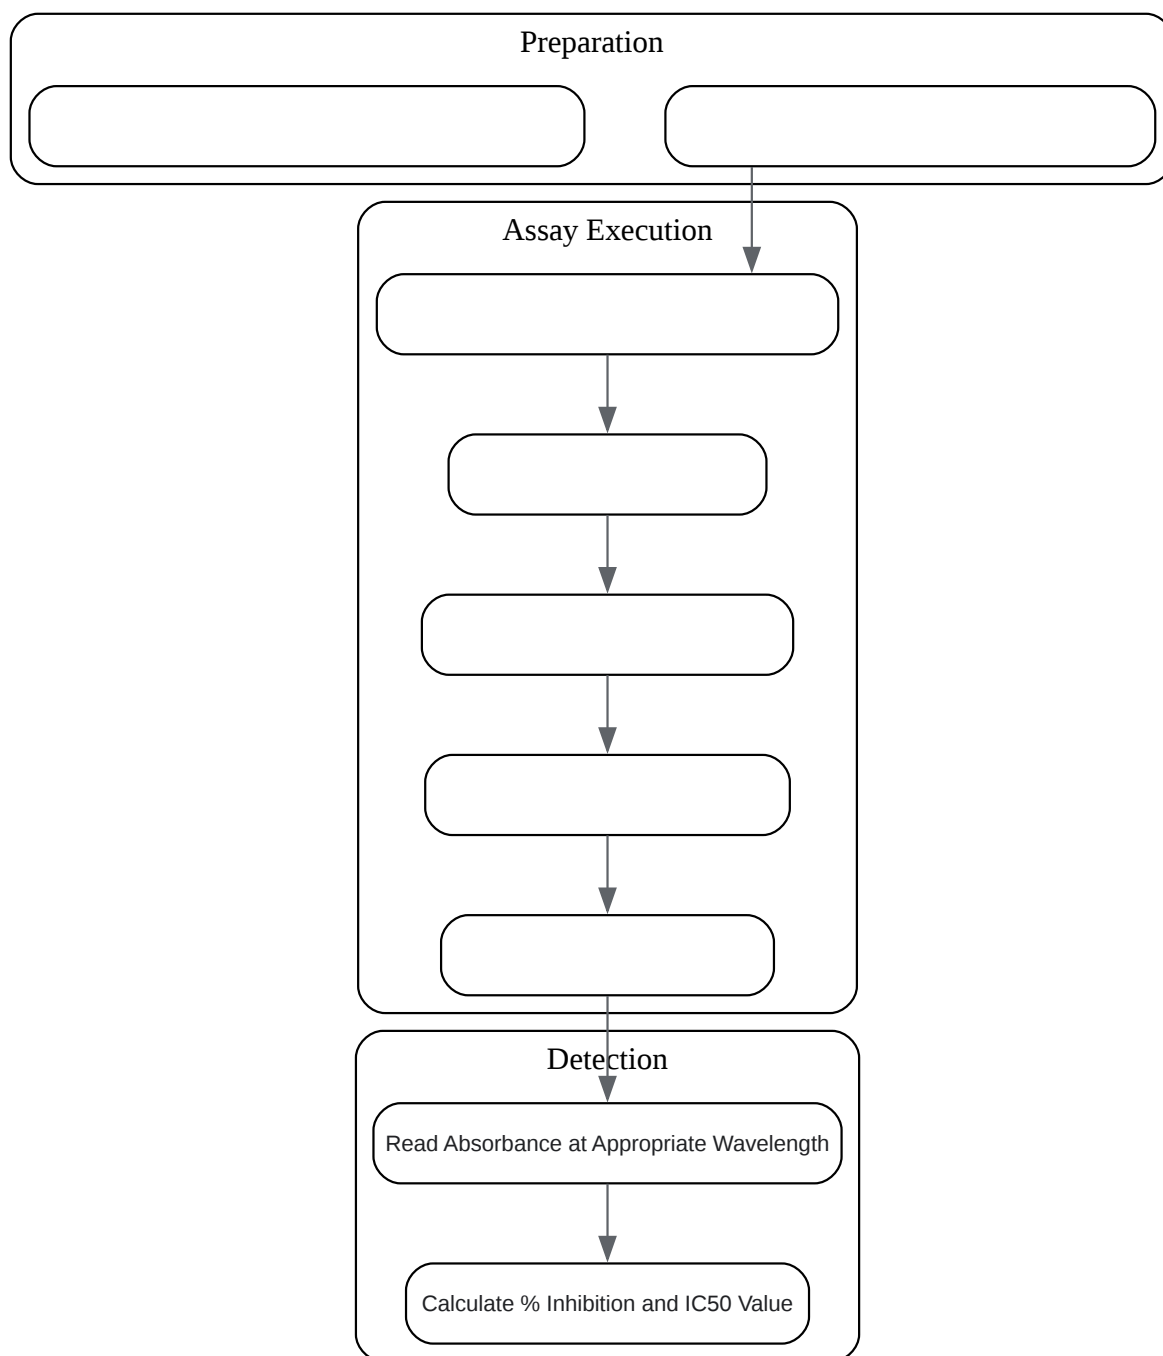 Preparation
Assay Execution
Detection
Read Absorbance at Appropriate Wavelength
Calculate % Inhibition and IC50 Value